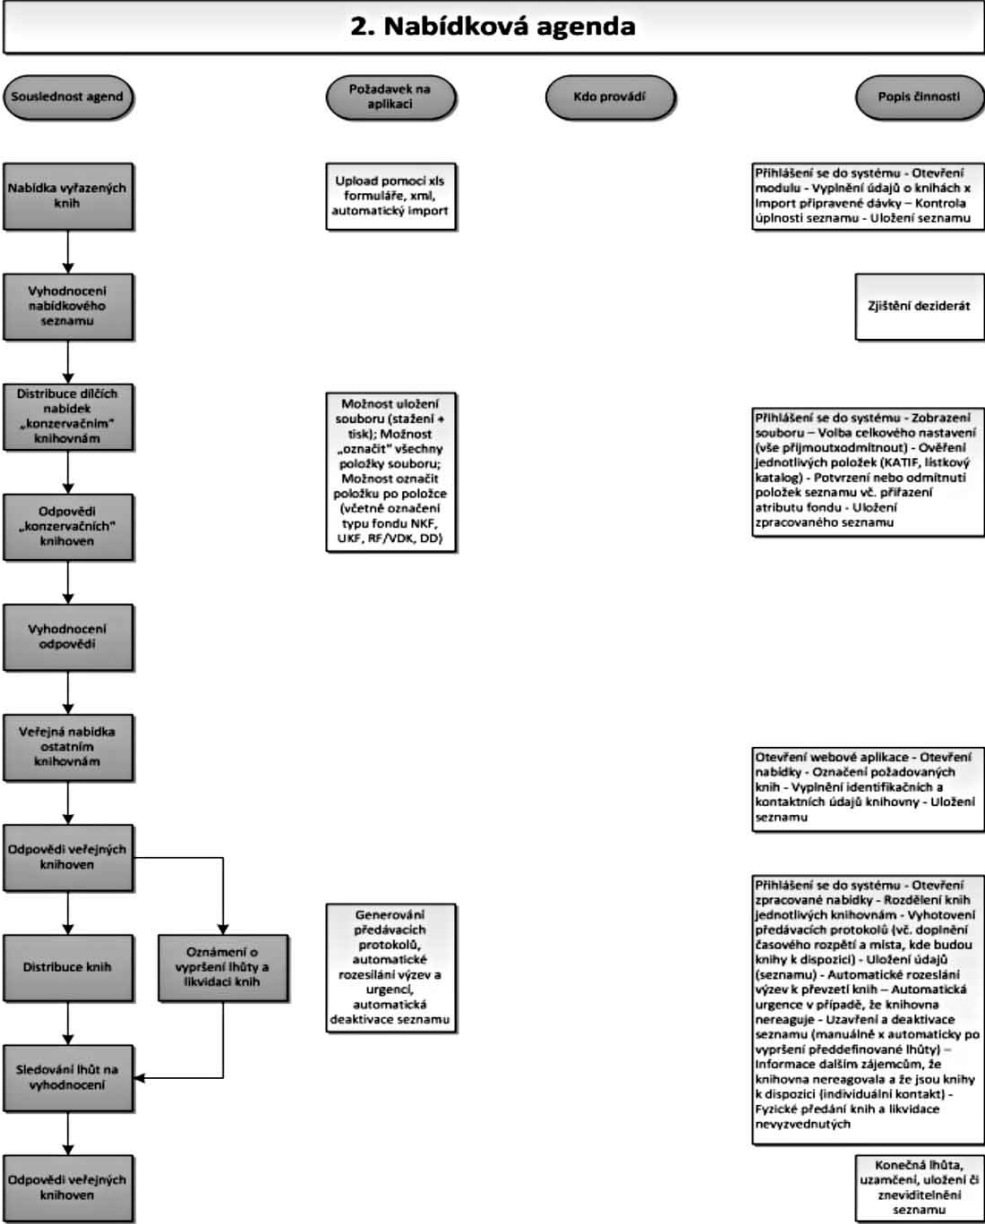 2. Nabídková agenda
Souslednost agend
Požadavek na
aplikaci
Kdo provádí
Popis činnosti
Nabídka vyřazených
knih
Upload pomocí xls
formuláře, xml,
automatický import
Přihlášení se do systému - Otevření
modulu - Vyplnění údajů o knihách x
Import připravené dávky – Kontrola
úplnosti seznamu - Uložení seznamu
Vyhodnocení
nabídkového
seznamu
Zjištění deziderát
Distribuce dílčích
nabídek
„konzervačním"
knihovnám
Možnost uložení
souboru (stažení +
tisk); Možnost
„označit" všechny
položky souboru;
Možnost označit
položku po položce
(včetně označení
typu fondu NKF,
UKF, RF/VDK, DD)
Přihlášení se do systému - Zobrazení
souboru – Volba celkového nastavení
(vše přijmoutxodmítnout) - Ověření
jednotlivých položek (KATIF, lístkový
katalog) - Potvrzení nebo odmítnutí
položek seznamu vč. přiřazení
atributu fondu - Uložení
zpracovaného seznamu
Odpovědi
„konzervačních"
knihoven
Vyhodnocení
odpovědí
Veřejná nabídka
ostatním
knihovnám
Otevření webové aplikace - Otevření
nabídky - Označení požadovaných
knih - Vyplnění identifikačních a
kontaktních údajů knihovny - Uložení
seznamu
Odpovědi veřejných
knihoven
Distribuce knih
Oznámení o
vypršení lhůty a
likvidaci knih
Generování
předávacích
protokolů,
automatické
rozesílání výzev a
urgencí,
automatická
deaktivace seznamu
Přihlášení se do systému - Otevření
zpracované nabídky - Rozdělení knih
jednotlivých knihovnám - Vyhotovení
předávacích protokolů (vč. doplnění
časového rozpětí a místa, kde budou
knihy k dispozici) - Uložení údajů
(seznamu) - Automatické rozeslání
výzev k převzetí knih – Automatická
urgence v případě, že knihovna
nereaguje - Uzavření a deaktivace
seznamu (manuálně x automaticky po
vypršení předdefinované lhůty) –
Informace dalším zájemcům, že
knihovna nereagovala a že jsou knihy
k dispozici (individuální kontakt) -
Fyzické předání knih a likvidace
nevyzvednutých
Sledování lhůt na
vyhodnocení
Odpovědi veřejných
knihoven
Konečná lhůta,
uzamčení, uložení či
zneviditelnění
seznamu